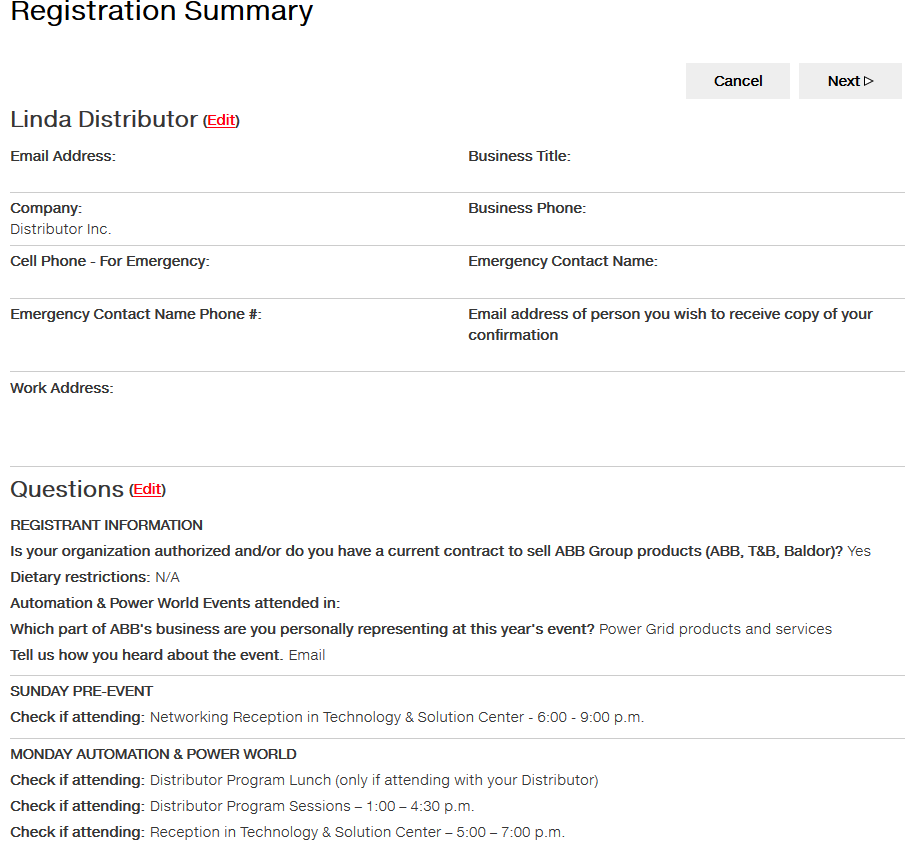 Registration Summary
Cancel
Next ▷
Linda Distributor (Edit)
Email Address:
Business Title:
Company:
Distributor Inc.
Business Phone:
Cell Phone - For Emergency:
Emergency Contact Name:
Emergency Contact Name Phone #:
Email address of person you wish to receive copy of your
confirmation
Work Address:
Questions (Edit)
REGISTRANT INFORMATION
Is your organization authorized and/or do you have a current contract to sell ABB Group products (ABB, T&B, Baldor)? Yes
Dietary restrictions: N/A
Automation & Power World Events attended in:
Which part of ABB's business are you personally representing at this year's event? Power Grid products and services
Tell us how you heard about the event. Email
SUNDAY PRE-EVENT
Check if attending: Networking Reception in Technology & Solution Center - 6:00 - 9:00 p.m.
MONDAY AUTOMATION & POWER WORLD
Check if attending: Distributor Program Lunch (only if attending with your Distributor)
Check if attending: Distributor Program Sessions – 1:00 – 4:30 p.m.
Check if attending: Reception in Technology & Solution Center – 5:00 – 7:00 p.m.